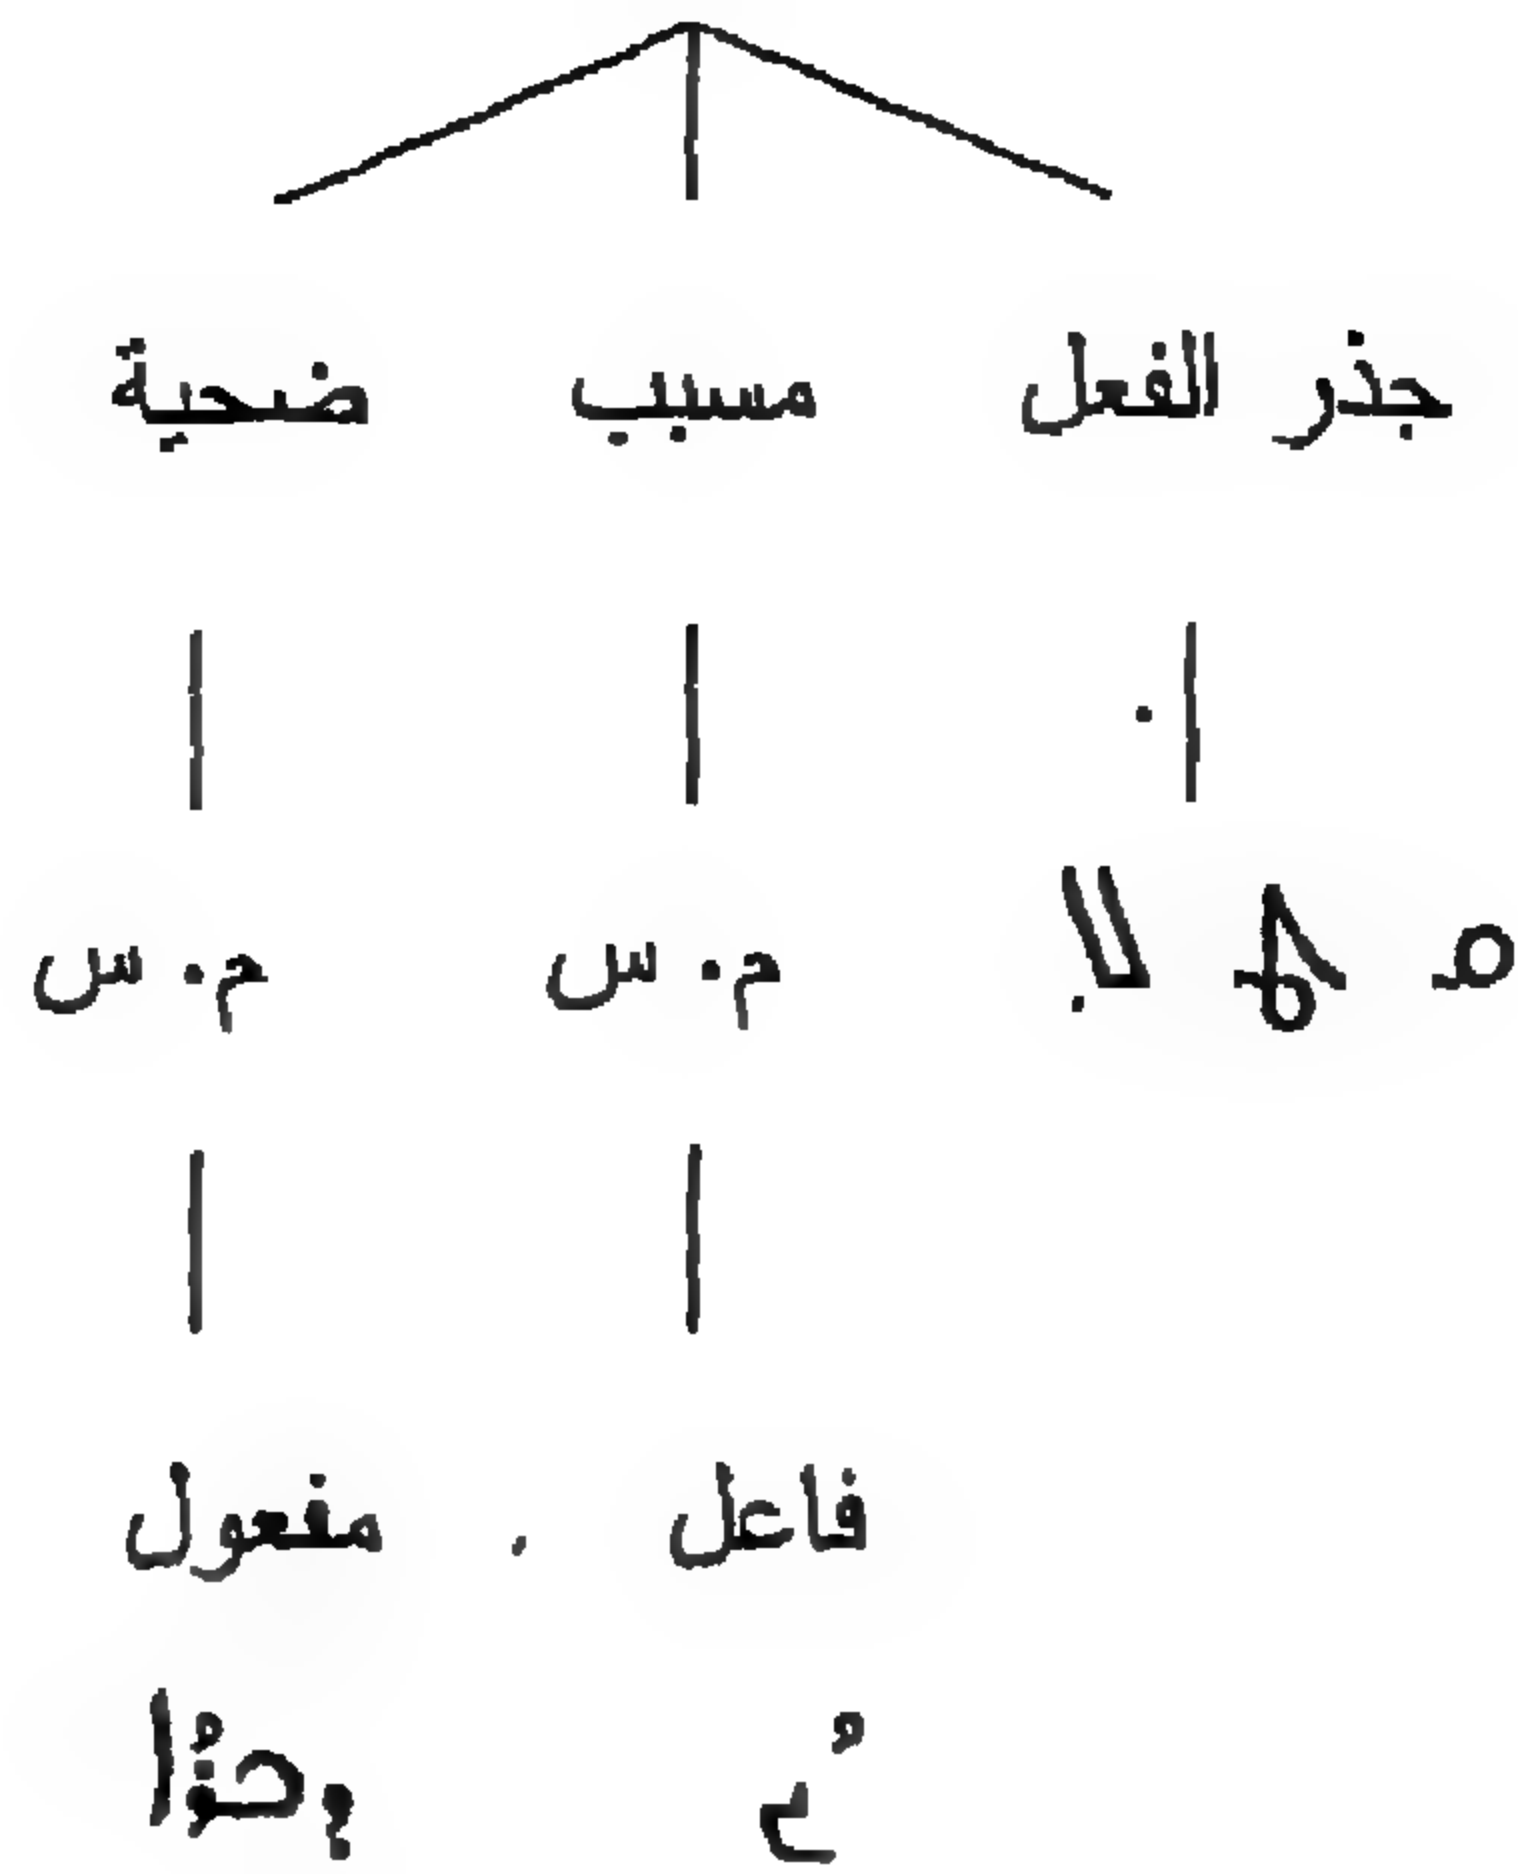 جذر الفعل مسبب ضحية
ܩ ܛ ܠ م. س م. س
فاعل مفعول